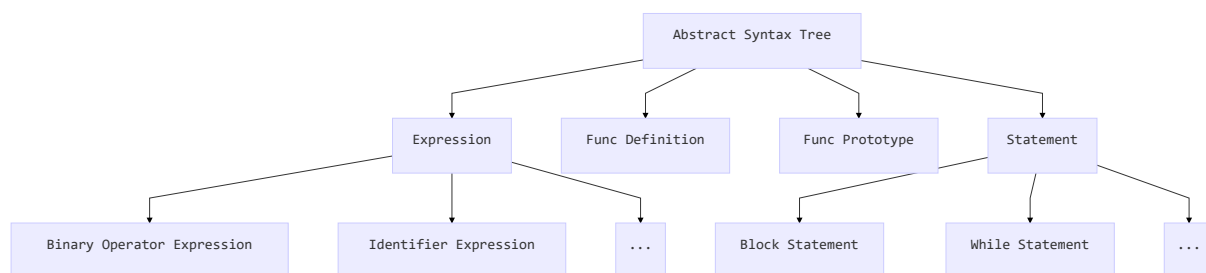 Abstract Syntax Tree
Expression
Func Definition
Func Prototype
Statement
Binary Operator Expression
Identifier Expression
...
Block Statement
While Statement
...